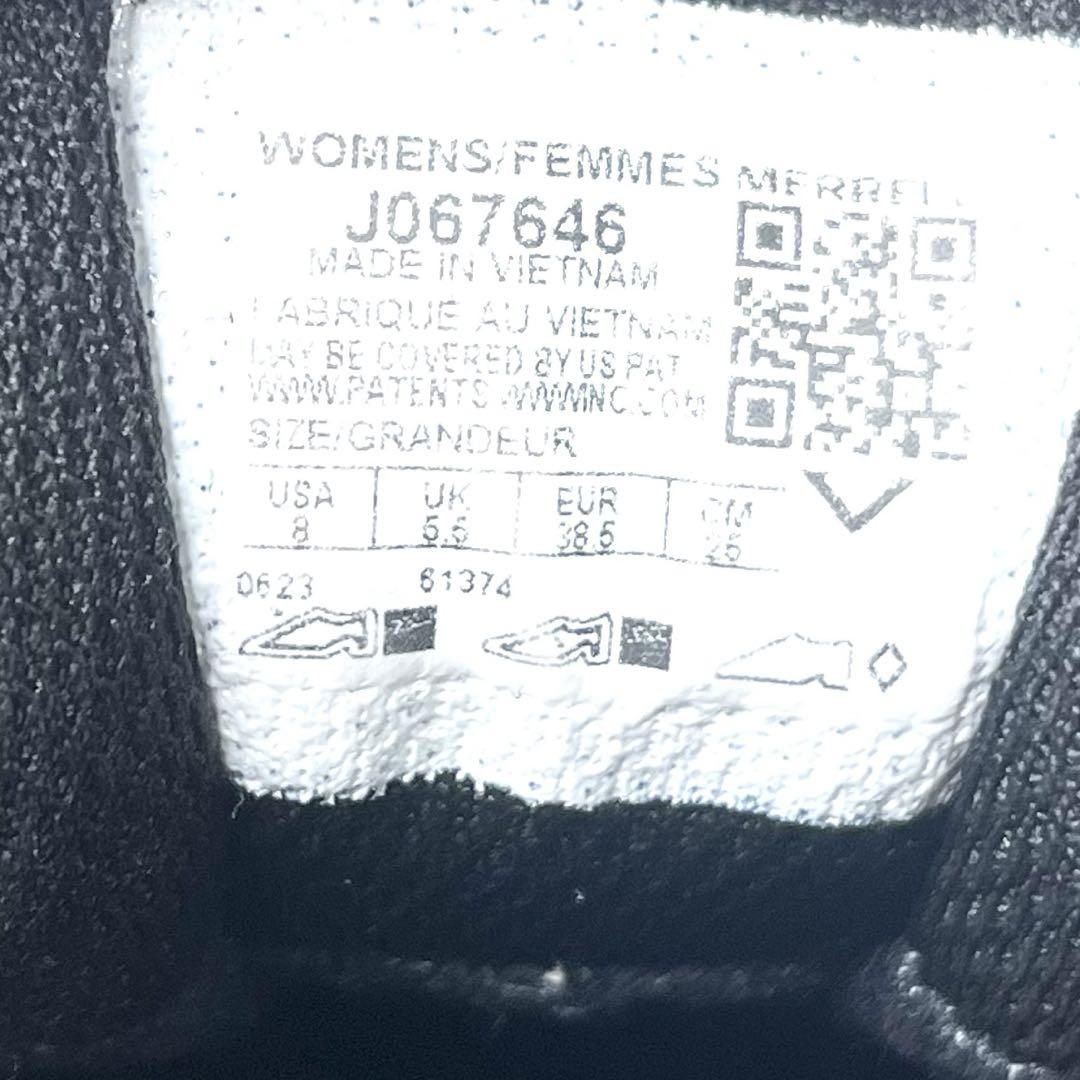 WOMENS/FEMMES MERRELL
J067646
MADE IN VIETNAM
FABRIQUE AU VIETNAM
MAY BE COVERED BY US PAT
WWW.PATENTS-WWWINC.COM
SIZE/GRANDEUR
USA UK EUR CM
8 5.5 38.5 25
0623 61374